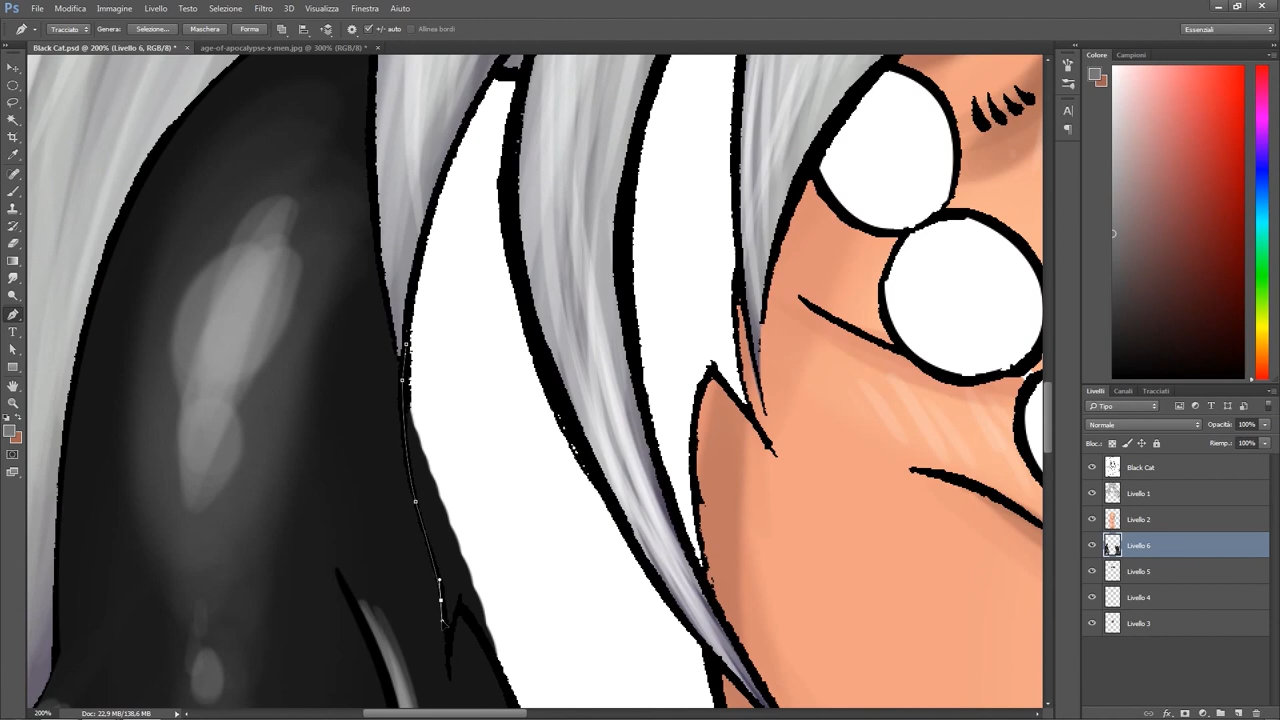 Ps File Modifica Immagine Livello Testo Selezione Filtro 3D Visualizza Finestra Aiuto
Tracciato Genera: Selezione... Maschera Forma +/- auto Allinea bordi Essenziali
Black Cat.psd @ 200% (Livello 6, RGB/8) * × age-of-apocalypse-x-men.jpg @ 300% (RGB/8) * ×
Colore Campioni
Livelli Canali Tracciati
Tipo
Normale Opacità: 100%
Bloc.: Riemp.: 100%
Black Cat
Livello 1
Livello 2
Livello 6
Livello 5
Livello 4
Livello 3
200% Doc: 22,9 MB/138,6 MB